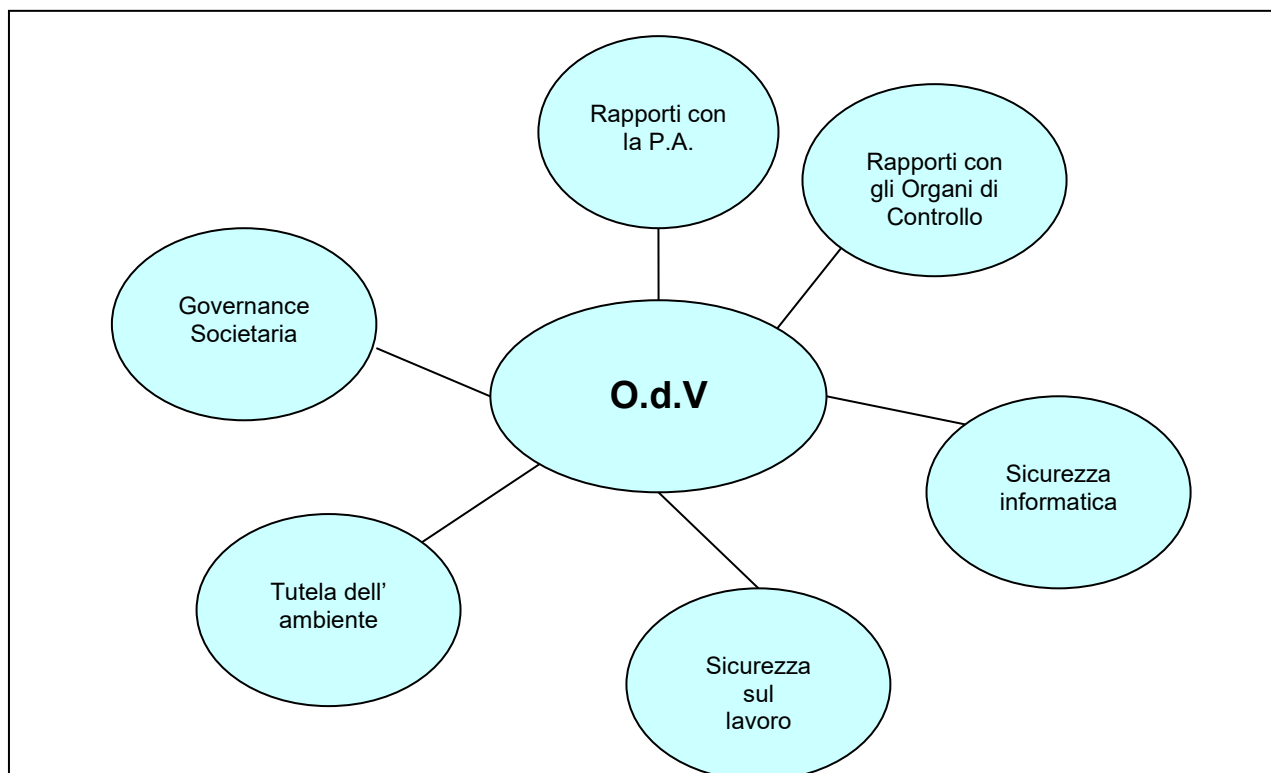 Rapporti con
la P.A.
Rapporti con
gli Organi di
Controllo
Governance
Societaria
O.d.V
Sicurezza
informatica
Tutela dell’
ambiente
Sicurezza
sul
lavoro